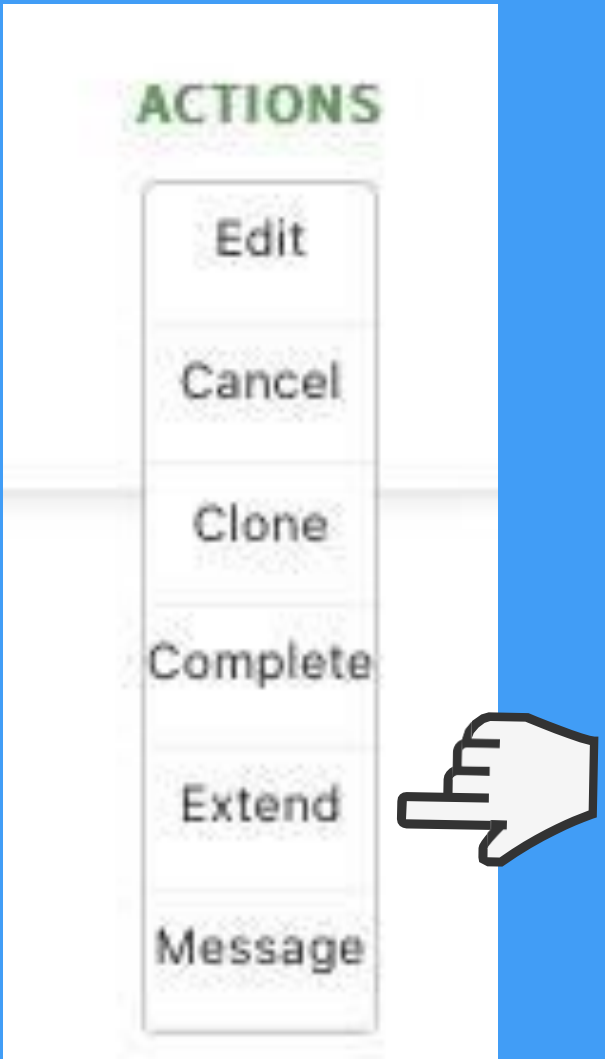 ACTIONS
Edit
Cancel
Clone
Complete
Extend
Message